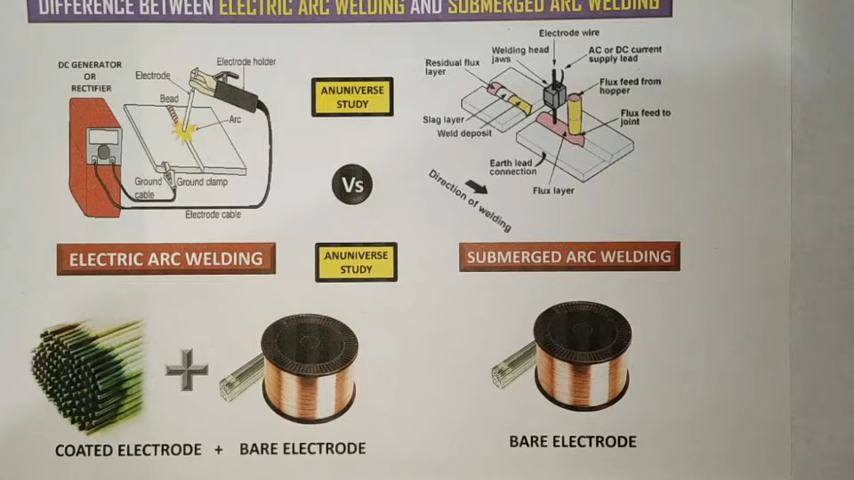 DIFFERENCE BETWEEN ELECTRIC ARC WELDING AND SUBMERGED ARC WELDING
DC GENERATOR
OR
RECTIFIER
Electrode
Electrode holder
Bead
Arc
Ground
cable
Ground clamp
Electrode cable
ANUNIVERSE
STUDY
Vs
Electrode wire
Welding head
jaws
AC or DC current
supply lead
Residual flux
layer
Flux feed from
hopper
Flux feed to
joint
Slag layer
Weld deposit
Earth lead
connection
Flux layer
Direction of welding
ELECTRIC ARC WELDING
ANUNIVERSE
STUDY
SUBMERGED ARC WELDING
COATED ELECTRODE + BARE ELECTRODE
BARE ELECTRODE